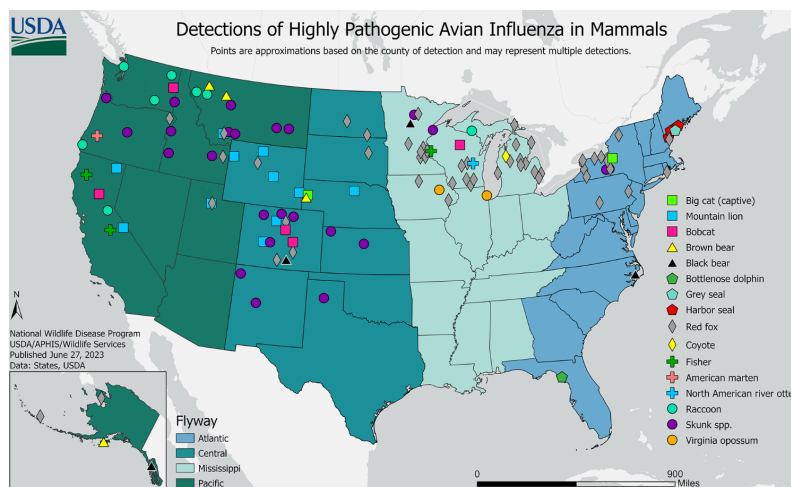 USDA
Detections of Highly Pathogenic Avian Influenza in Mammals
Points are approximations based on the county of detection and may represent multiple detections.
Big cat (captive)
Mountain lion
Bobcat
Brown bear
Black bear
Bottlenose dolphin
Grey seal
Harbor seal
Red fox
Coyote
Fisher
American marten
North American river otte
Raccoon
Skunk spp.
Virginia opossum
N
National Wildlife Disease Program
USDA/APHIS/Wildlife Services
Published June 27, 2023
Data: States, USDA
Flyway
Atlantic
Central
Mississippi
Pacific
0 900
Miles